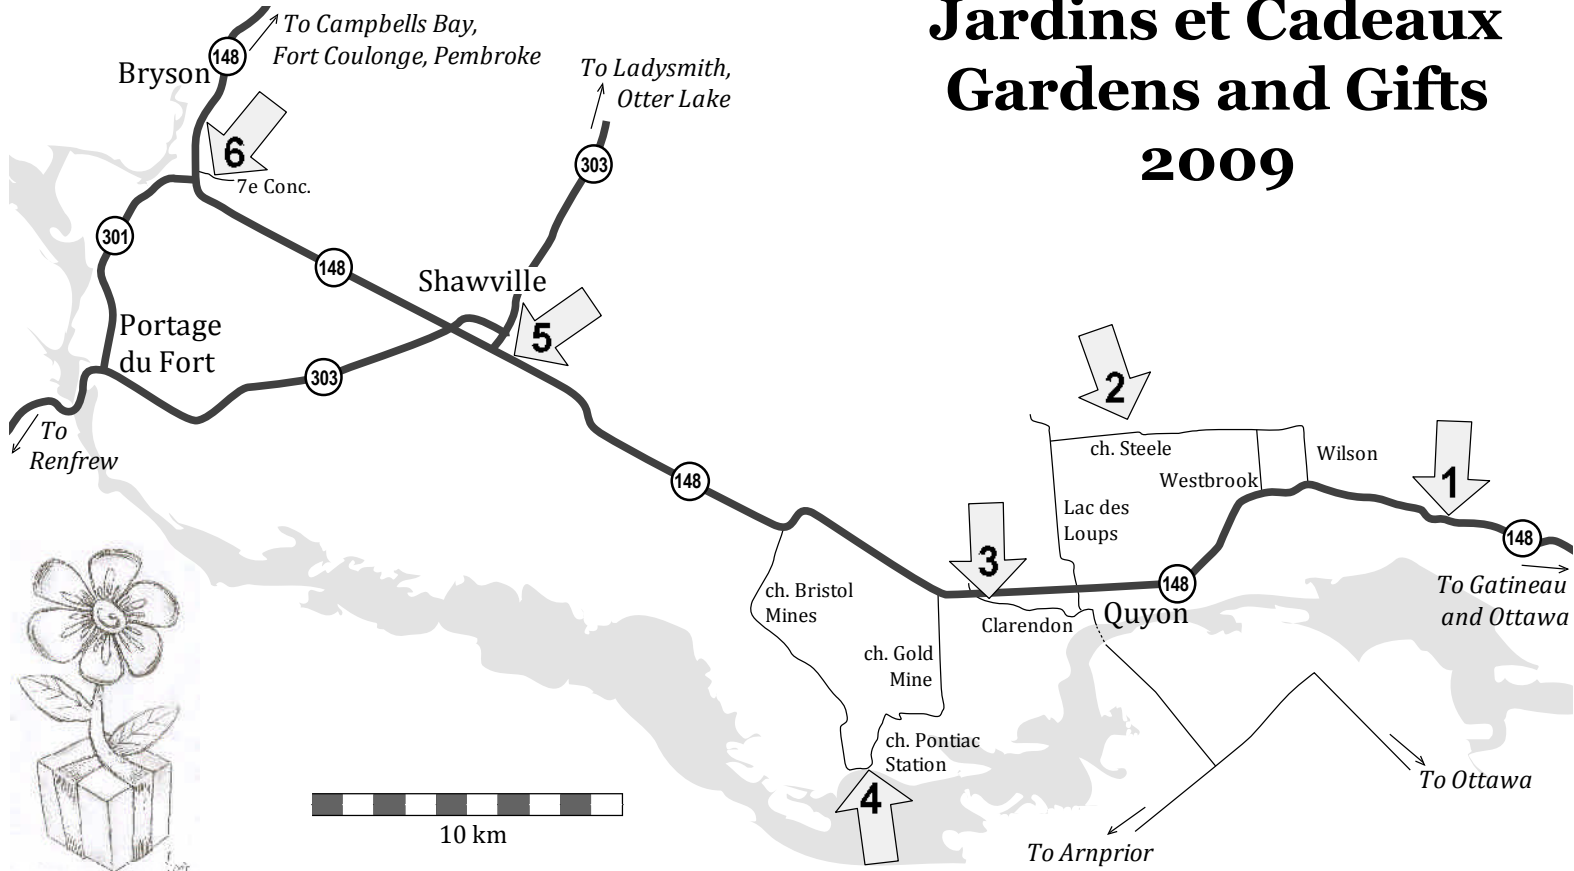 Jardins et Cadeaux
Gardens and Gifts
2009
To Campbells Bay,
Fort Coulonge, Pembroke
148
Bryson
To Ladysmith,
Otter Lake
6
303
7e Conc.
301
148
Shawville
5
Portage
du Fort
303
To
Renfrew
148
2
ch. Steele
Wilson
Westbrook
1
Lac des
Loups
148
3
148
To Gatineau
and Ottawa
ch. Bristol
Mines
Clarendon
Quyon
ch. Gold
Mine
ch. Pontiac
Station
4
To Ottawa
10 km
To Arnprior